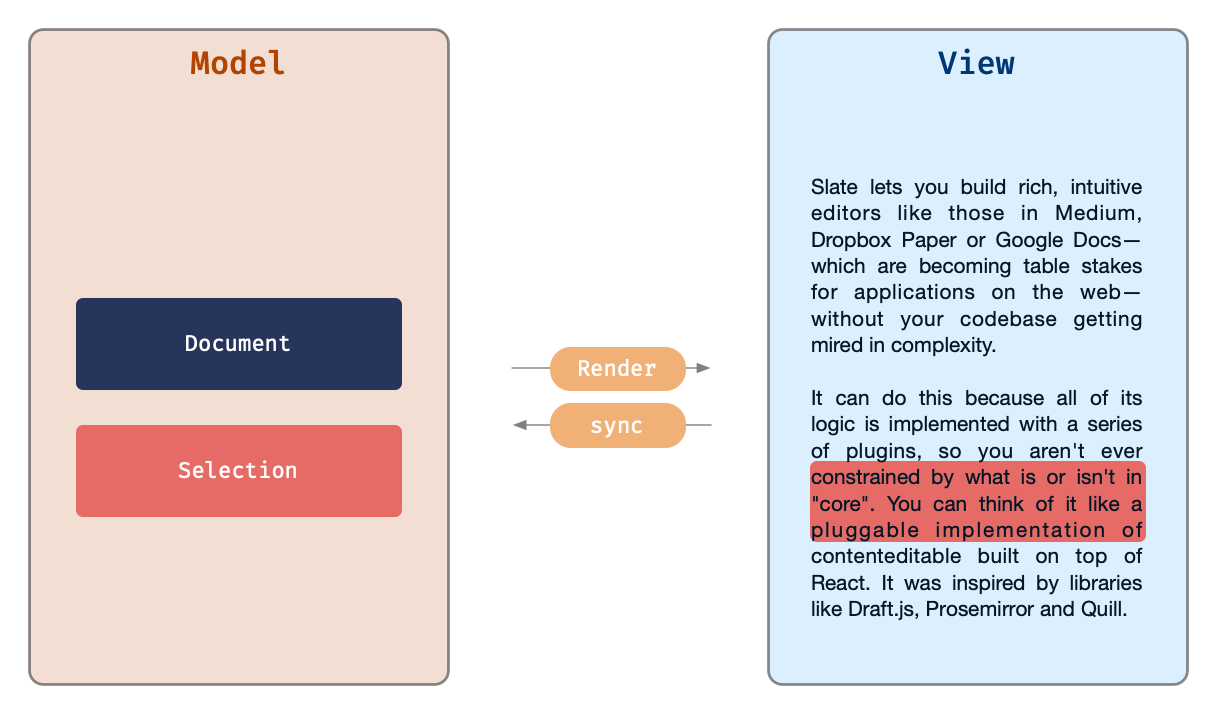 Model
Document
Selection
Render
sync
View
Slate lets you build rich, intuitive
editors like those in Medium,
Dropbox Paper or Google Docs—
which are becoming table stakes
for applications on the web—
without your codebase getting
mired in complexity.
It can do this because all of its
logic is implemented with a series
of plugins, so you aren't ever
constrained by what is or isn't in
"core". You can think of it like a
pluggable implementation of
contenteditable built on top of
React. It was inspired by libraries
like Draft.js, Prosemirror and Quill.